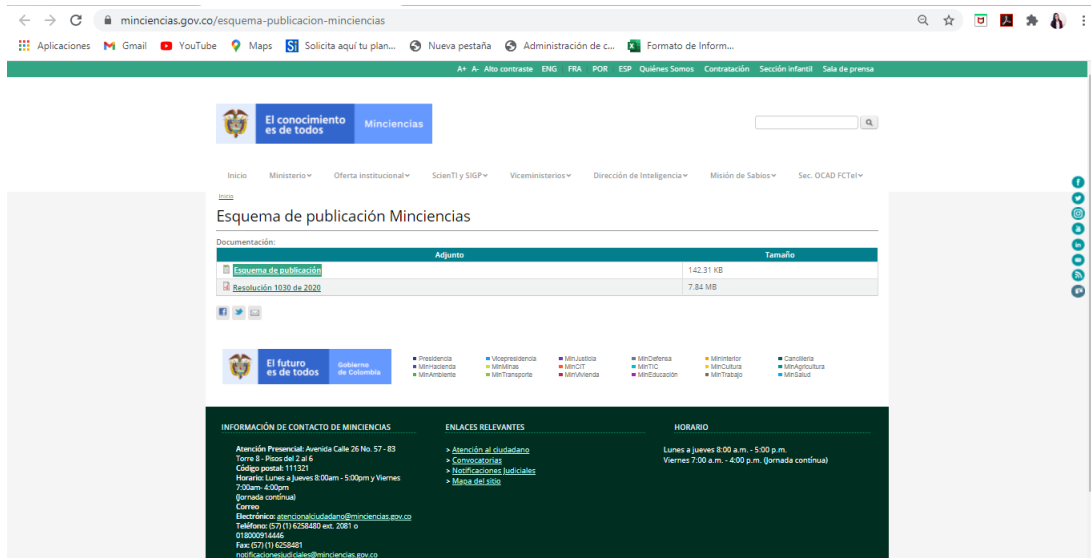 minciencias.gov.co/esquema-publicacion-minciencias
Aplicaciones Gmail YouTube Maps Solicita aquí tu plan... Nueva pestaña Administración de c... Formato de Inform...
A+ A- Alto contraste ENG FRA POR ESP Quiénes Somos Contratación Sección infantil Sala de prensa
El conocimiento
es de todos
Minciencias
Inicio Ministerio Oferta institucional ScienTI y SIGP Viceministerios Dirección de Inteligencia Misión de Sabios Sec. OCAD FCTeI
Inicio
Esquema de publicación Minciencias
Documentación:
Adjunto Tamaño
Esquema de publicación 142.31 KB
Resolución 1030 de 2020 7.84 MB
El futuro
es de todos
Gobierno
de Colombia
Presidencia Vicepresidencia MinJusticia MinDefensa MinInterior Cancillería
MinHacienda MinMinas MinCIT MinTIC MinCultura MinAgricultura
MinAmbiente MinTransporte MinVivienda MinEducación MinTrabajo MinSalud
INFORMACIÓN DE CONTACTO DE MINCIENCIAS
Atención Presencial: Avenida Calle 26 No. 57 - 83
Torre 8 - Pisos del 2 al 6
Código postal: 111321
Horario: Lunes a Jueves 8:00am - 5:00pm y Viernes
7:00am- 4:00pm
(Jornada contínua)
Correo
Electrónico: atencionalciudadano@minciencias.gov.co
Teléfono: (57) (1) 6258480 ext. 2081 o
018000914446
Fax: (57) (1) 6258481
notificacionesjudiciales@minciencias.gov.co
ENLACES RELEVANTES
> Atención al ciudadano
> Convocatorias
> Notificaciones Judiciales
> Mapa del sitio
HORARIO
Lunes a jueves 8:00 a.m. - 5:00 p.m.
Viernes 7:00 a.m. - 4:00 p.m. (Jornada contínua)